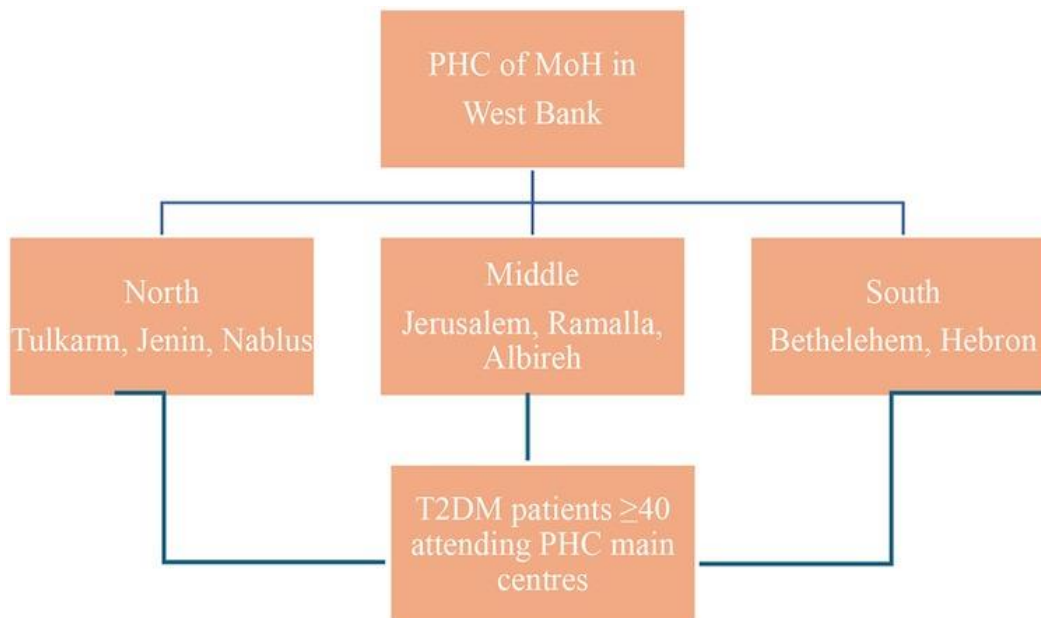 PHC of MoH in
West Bank
North
Tulkarm, Jenin, Nablus
Middle
Jerusalem, Ramalla,
Albireh
South
Bethelehem, Hebron
T2DM patients ≥40
attending PHC main
centres